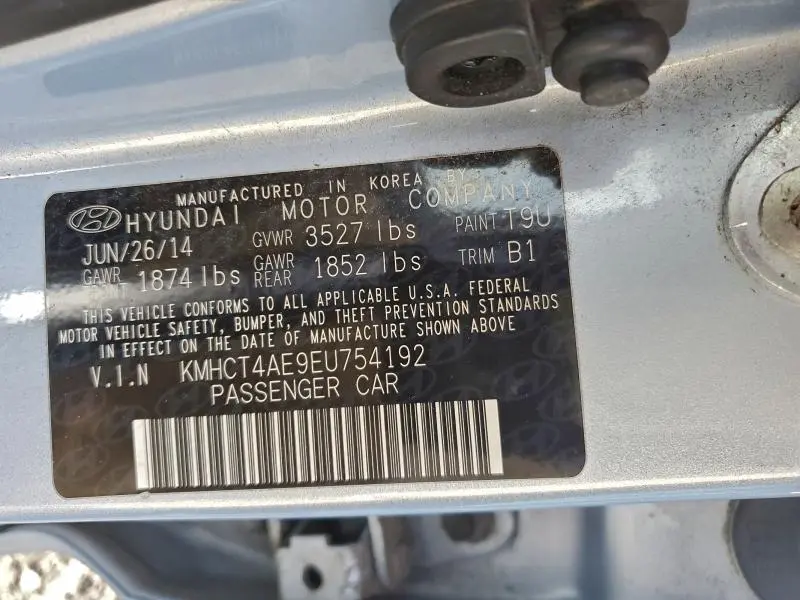 MANUFACTURED IN KOREA BY
HYUNDAI MOTOR COMPANY
JUN/26/14 GVWR 3527 lbs PAINT T9U
GAWR FRONT 1874 lbs GAWR REAR 1852 lbs TRIM B1
THIS VEHICLE CONFORMS TO ALL APPLICABLE U.S.A. FEDERAL
MOTOR VEHICLE SAFETY, BUMPER, AND THEFT PREVENTION STANDARDS
IN EFFECT ON THE DATE OF MANUFACTURE SHOWN ABOVE
V.I.N KMHCT4AE9EU754192
PASSENGER CAR